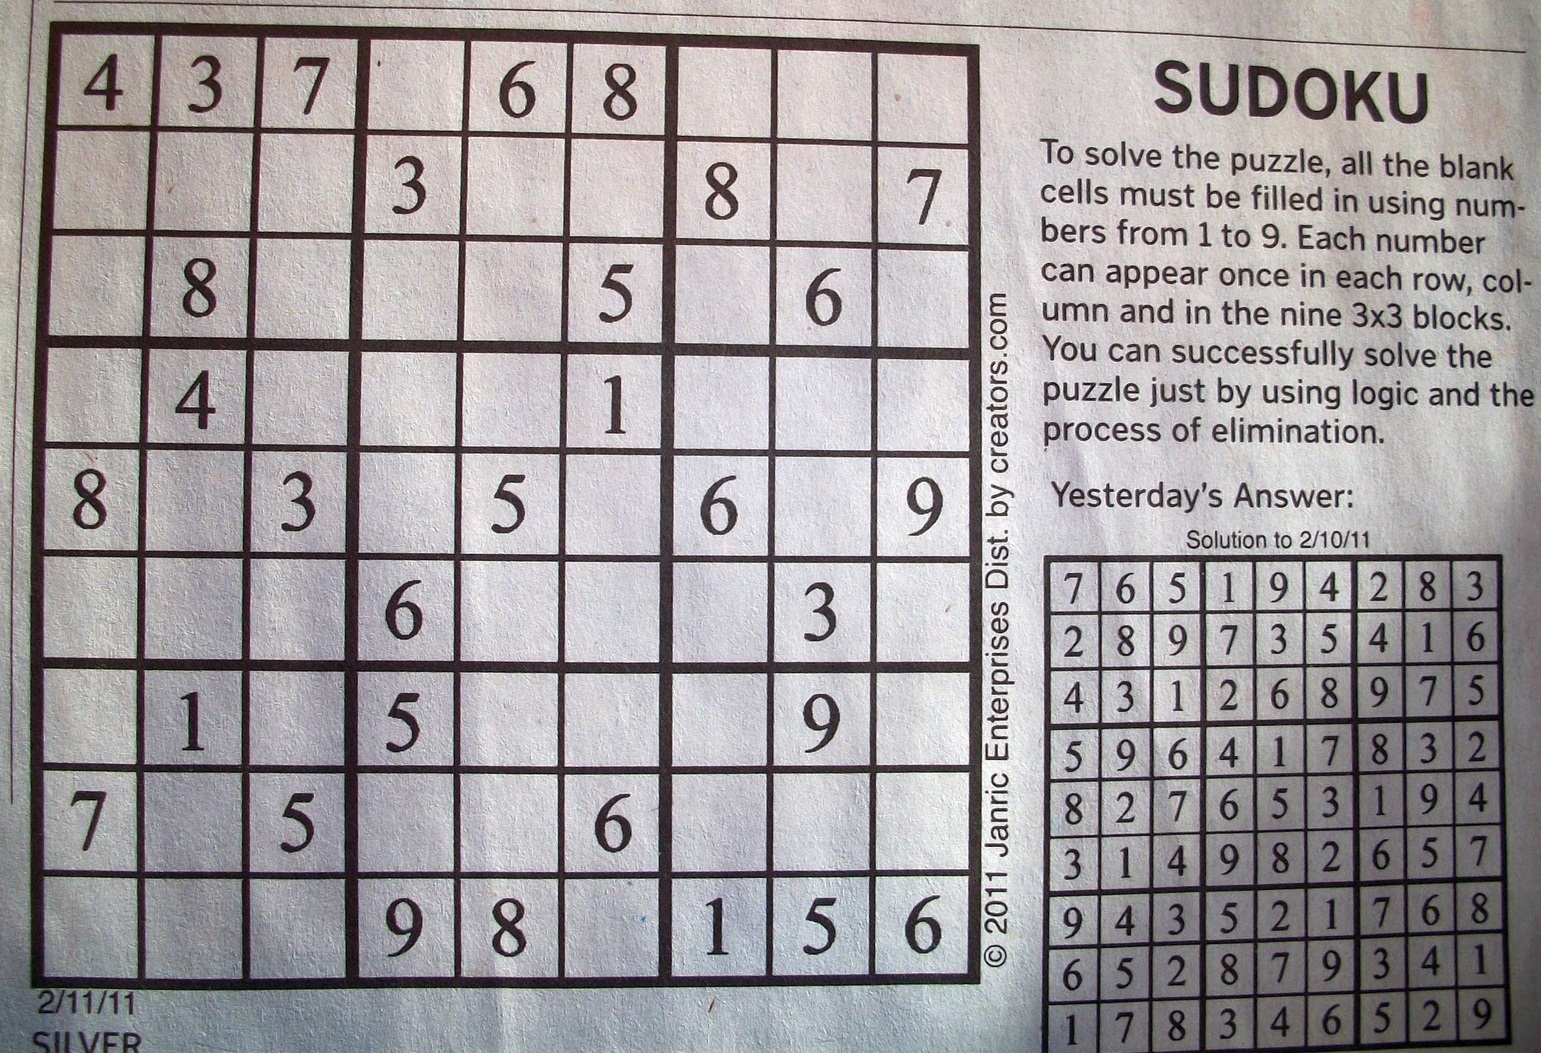 4 3 7 6 8
3 8 7
8 5 6
4 1
8 3 5 6 9
6 3
1 5 9
7 5 6
9 8 1 5 6
2/11/11
SILVER
© 2011 Janric Enterprises Dist. by creators.com
SUDOKU
To solve the puzzle, all the blank
cells must be filled in using num-
bers from 1 to 9. Each number
can appear once in each row, col-
umn and in the nine 3x3 blocks.
You can successfully solve the
puzzle just by using logic and the
process of elimination.
Yesterday's Answer:
Solution to 2/10/11
7 6 5 1 9 4 2 8 3
2 8 9 7 3 5 4 1 6
4 3 1 2 6 8 9 7 5
5 9 6 4 1 7 8 3 2
8 2 7 6 5 3 1 9 4
3 1 4 9 8 2 6 5 7
9 4 3 5 2 1 7 6 8
6 5 2 8 7 9 3 4 1
1 7 8 3 4 6 5 2 9